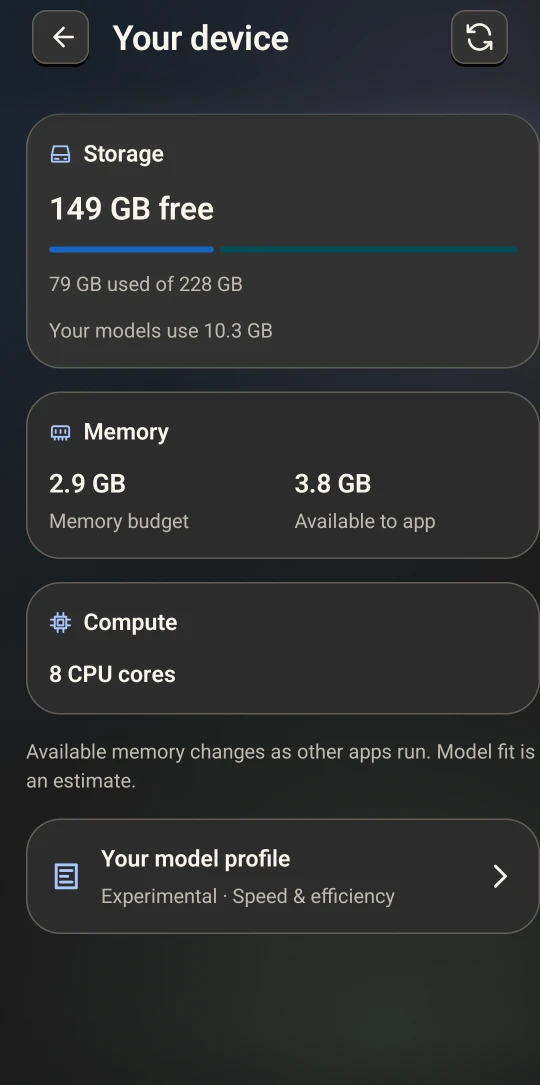 Your device
Storage
149 GB free
79 GB used of 228 GB
Your models use 10.3 GB
Memory
2.9 GB
Memory budget
3.8 GB
Available to app
Compute
8 CPU cores
Available memory changes as other apps run. Model fit is
an estimate.
Your model profile
Experimental · Speed & efficiency